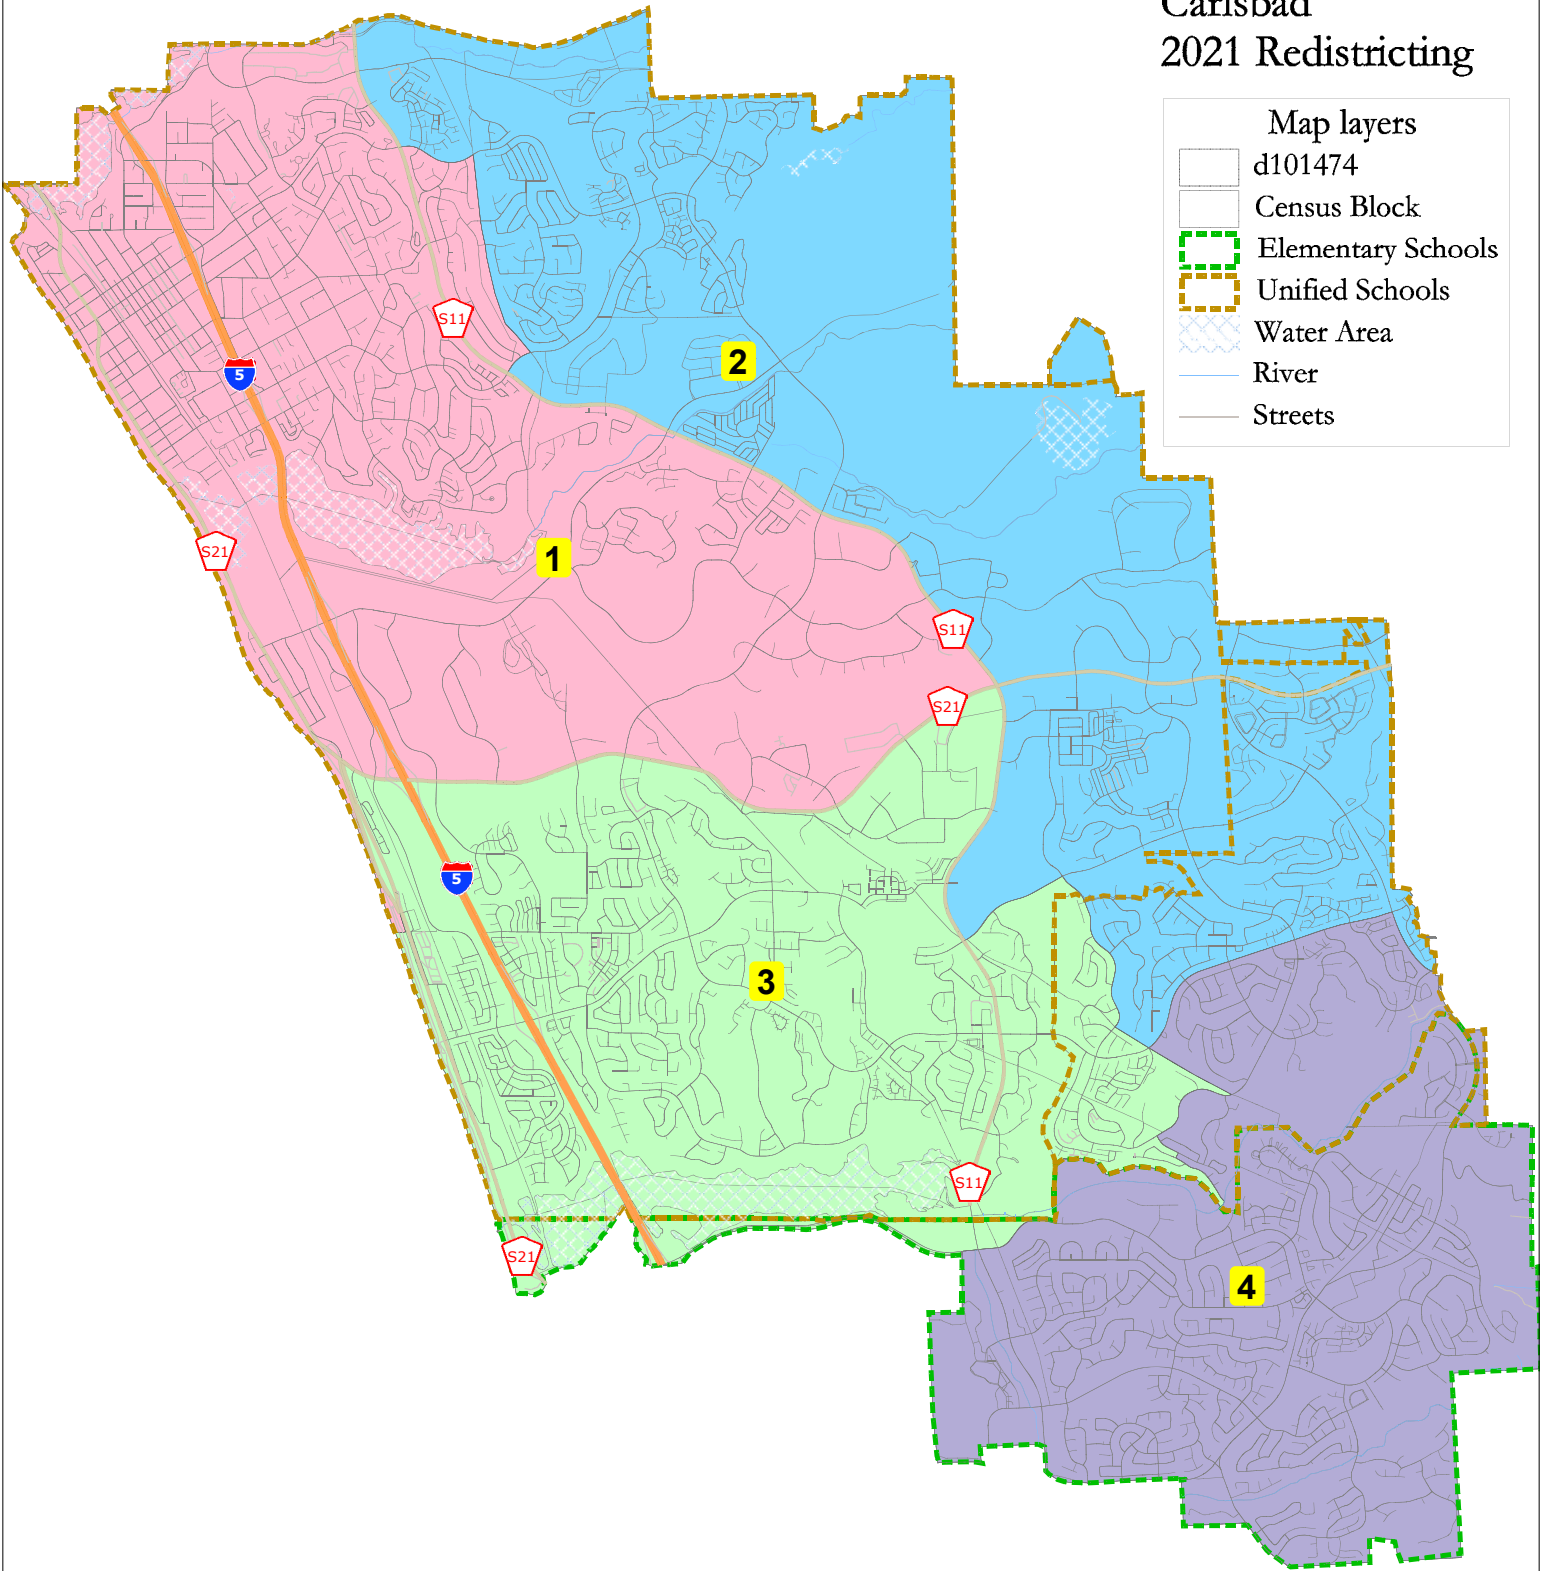 Carlsbad
2021 Redistricting
Map layers
d101474
Census Block
Elementary Schools
Unified Schools
Water Area
River
Streets
S11
2
5
S21
1
S11
S21
5
3
S11
S21
4